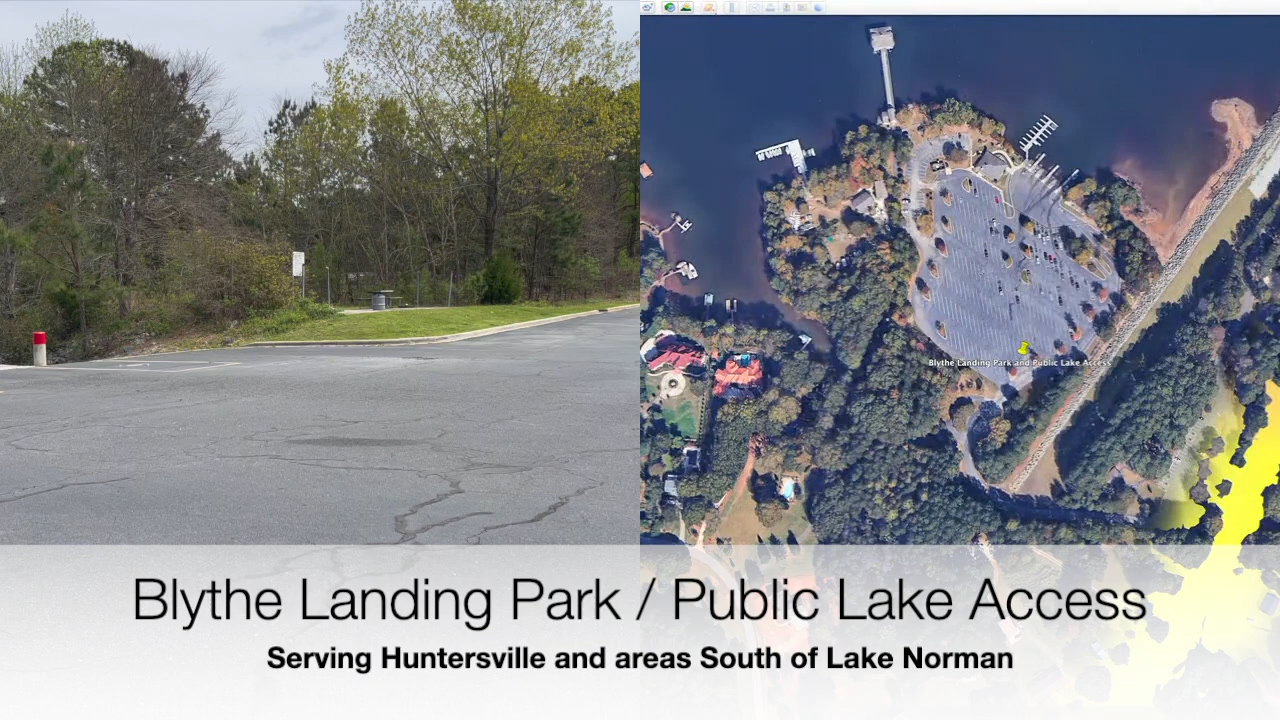 Blythe Landing Park and Public Lake Access
Blythe Landing Park / Public Lake Access
Serving Huntersville and areas South of Lake Norman